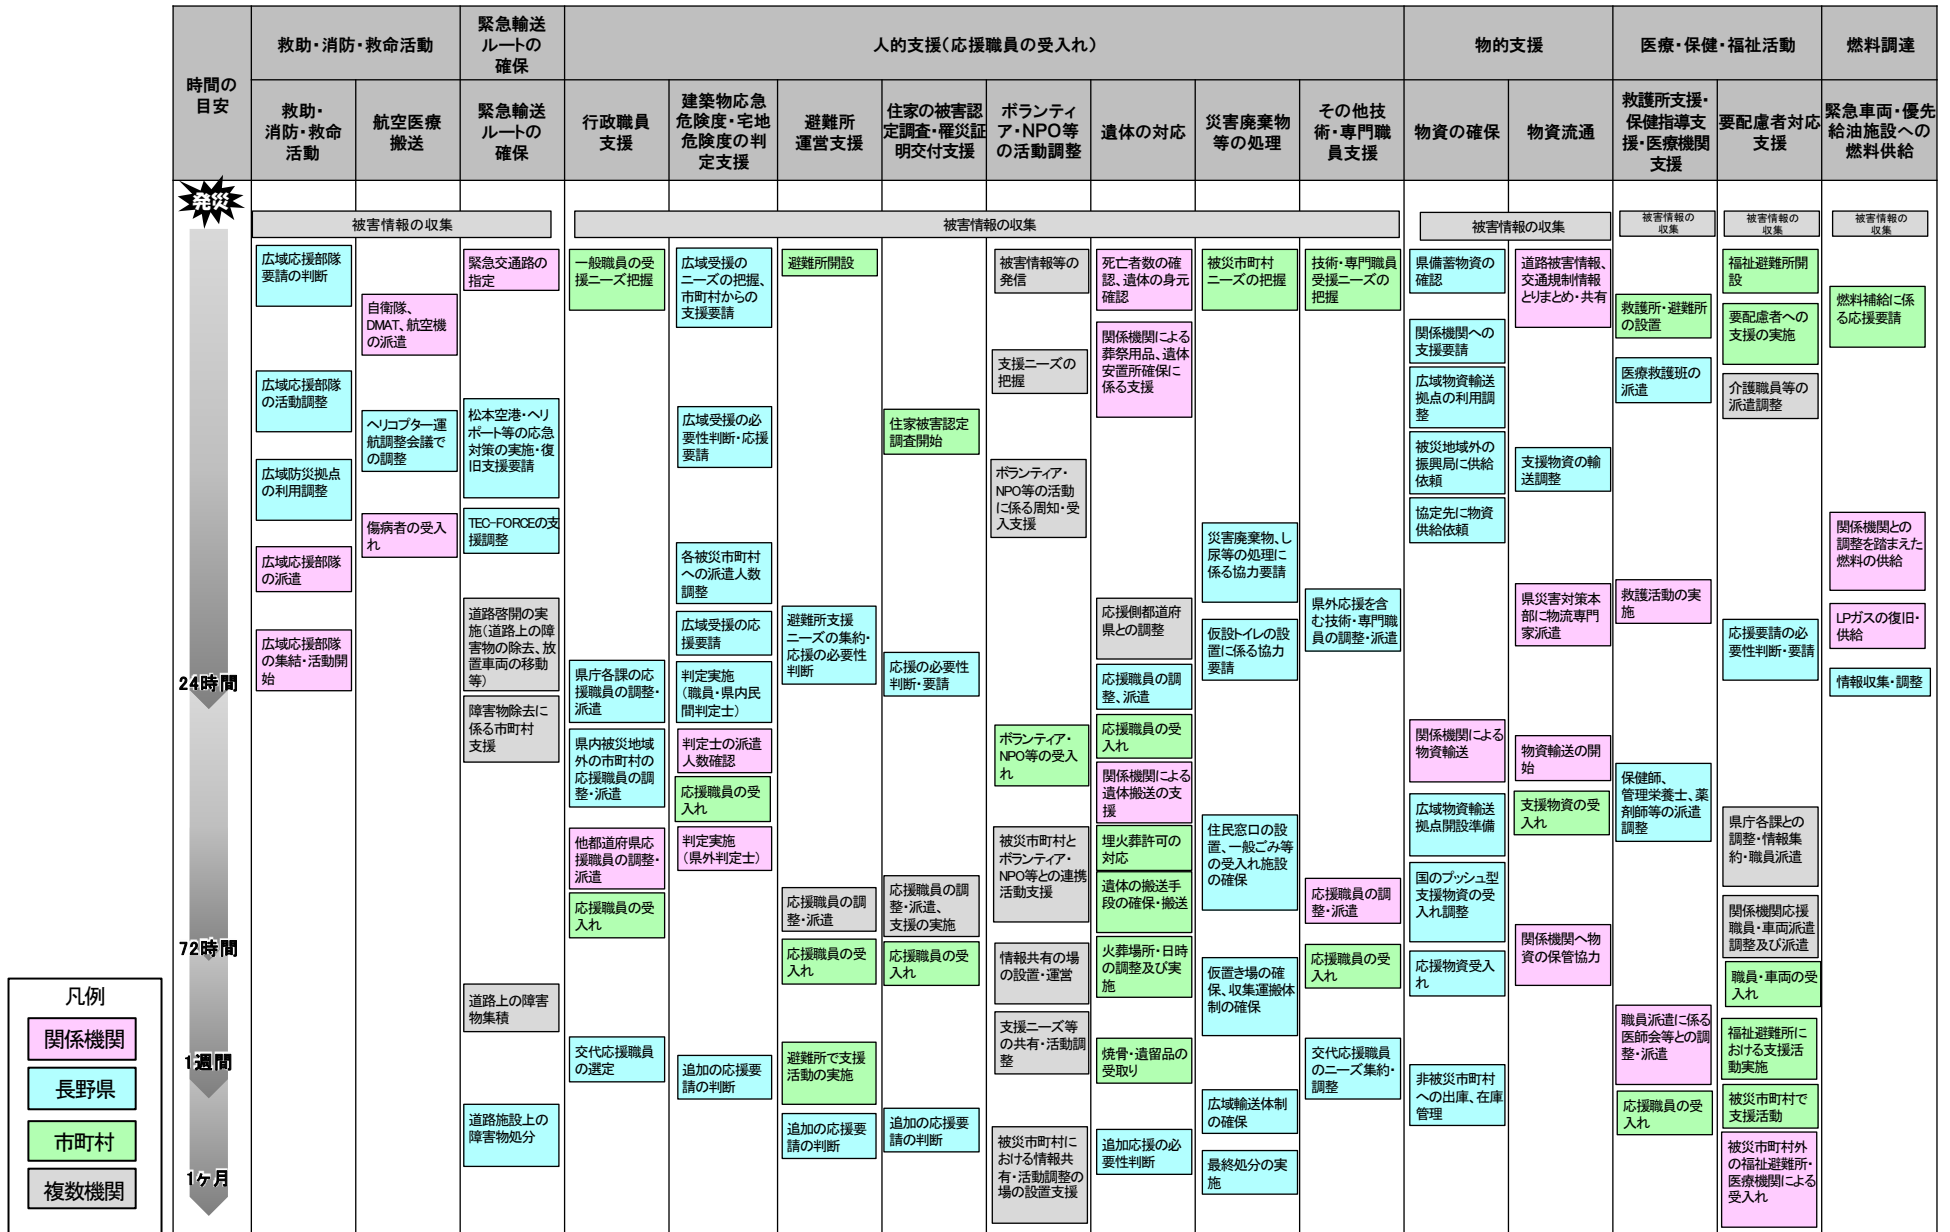 時間の
目安
救助・消防・救命活動
緊急輸送
ルートの
確保
人的支援(応援職員の受入れ)
物的支援
医療・保健・福祉活動
燃料調達
救助・
消防・救命
活動
航空医療
搬送
緊急輸送
ルートの
確保
行政職員
支援
建築物応急
危険度・宅地
危険度の判
定支援
避難所
運営支援
住家の被害認
定調査・罹災証
明交付支援
ボランティ
ア・NPO等
の活動調整
遺体の対応
災害廃棄物
等の処理
その他技
術・専門職
員支援
物資の確保
物資流通
救護所支援・
保健指導支
援・医療機関
支援
要配慮者対応
支援
緊急車両・優先
給油施設への
燃料供給
発災
24時間
72時間
1週間
1ヶ月
被害情報の収集
被害情報の収集
被害情報の収集
被害情報の
収集
被害情報の
収集
被害情報の
収集
広域応援部隊
要請の判断
広域応援部隊
の活動調整
広域防災拠点
の利用調整
広域応援部隊
の派遣
広域応援部隊
の集結・活動開
始
自衛隊、
DMAT、航空機
の派遣
ヘリコプター運
航調整会議で
の調整
傷病者の受入
れ
緊急交通路の
指定
松本空港・ヘリ
ポート等の応急
対策の実施・復
旧支援要請
TEC-FORCEの支
援調整
道路啓開の実
施(道路上の障
害物の除去、放
置車両の移動
等)
障害物除去に
係る市町村
支援
道路上の障害
物集積
道路施設上の
障害物処分
一般職員の受
援ニーズ把握
県庁各課の応
援職員の調整・
派遣
県内被災地域
外の市町村の
応援職員の調
整・派遣
他都道府県応
援職員の調整・
派遣
応援職員の受
入れ
交代応援職員
の選定
広域受援の
ニーズの把握、
市町村からの
支援要請
広域受援の必
要性判断・応援
要請
各被災市町村
への派遣人数
調整
広域受援の応
援要請
判定実施
(職員・県内民
間判定士)
判定士の派遣
人数確認
応援職員の受
入れ
判定実施
(県外判定士)
追加の応援要
請の判断
避難所開設
避難所支援
ニーズの集約・
応援の必要性
判断
応援職員の調
整・派遣
応援職員の受
入れ
避難所で支援
活動の実施
追加の応援要
請の判断
住家被害認定
調査開始
応援の必要性
判断・要請
応援職員の調
整・派遣、
支援の実施
応援職員の受
入れ
追加の応援要
請の判断
被害情報等の
発信
支援ニーズの
把握
ボランティア・
NPO等の活動
に係る周知・受
入支援
ボランティア・
NPO等の受入
れ
被災市町村と
ボランティア・
NPO等との連携
活動支援
情報共有の場
の設置・運営
支援ニーズ等
の共有・活動調
整
被災市町村に
おける情報共
有・活動調整の
場の設置支援
死亡者数の確
認、遺体の身元
確認
関係機関による
葬祭用品、遺体
安置所確保に
係る支援
応援側都道府
県との調整
応援職員の調
整、派遣
応援職員の受
入れ
関係機関による
遺体搬送の支
援
埋火葬許可の
対応
遺体の搬送手
段の確保・搬送
火葬場所・日時
の調整及び実
施
焼骨・遺留品の
受取り
追加応援の必
要性判断
被災市町村
ニーズの把握
災害廃棄物、し
尿等の処理に
係る協力要請
仮設トイレの設
置に係る協力
要請
住民窓口の設
置、一般ごみ等
の受入れ施設
の確保
仮置き場の確
保、収集運搬体
制の確保
広域輸送体制
の確保
最終処分の実
施
技術・専門職員
受援ニーズの
把握
県外応援を含
む技術・専門職
員の調整・派遣
応援職員の調
整・派遣
応援職員の受
入れ
交代応援職員
のニーズ集約・
調整
県備蓄物資の
確認
関係機関への
支援要請
広域物資輸送
拠点の利用調
整
被災地域外の
振興局に供給
依頼
協定先に物資
供給依頼
関係機関による
物資輸送
広域物資輸送
拠点開設準備
国のプッシュ型
支援物資の受
入れ調整
応援物資受入
れ
非被災市町村
への出庫、在庫
管理
道路被害情報、
交通規制情報
とりまとめ・共有
支援物資の輸
送調整
県災害対策本
部に物流専門
家派遣
物資輸送の開
始
支援物資の受
入れ
関係機関へ物
資の保管協力
救護所・避難所
の設置
医療救護班の
派遣
救護活動の実
施
保健師、
管理栄養士、薬
剤師等の派遣
調整
職員派遣に係る
医師会等との調
整・派遣
応援職員の受
入れ
福祉避難所開
設
要配慮者への
支援の実施
介護職員等の
派遣調整
応援要請の必
要性判断・要請
県庁各課との
調整・情報集
約・職員派遣
関係機関応援
職員・車両派遣
調整及び派遣
職員・車両の受
入れ
福祉避難所に
おける支援活
動実施
被災市町村で
支援活動
被災市町村外
の福祉避難所・
医療機関による
受入れ
燃料補給に係
る応援要請
関係機関との
調整を踏まえた
燃料の供給
LPガスの復旧・
供給
情報収集・調整
凡例
関係機関
長野県
市町村
複数機関